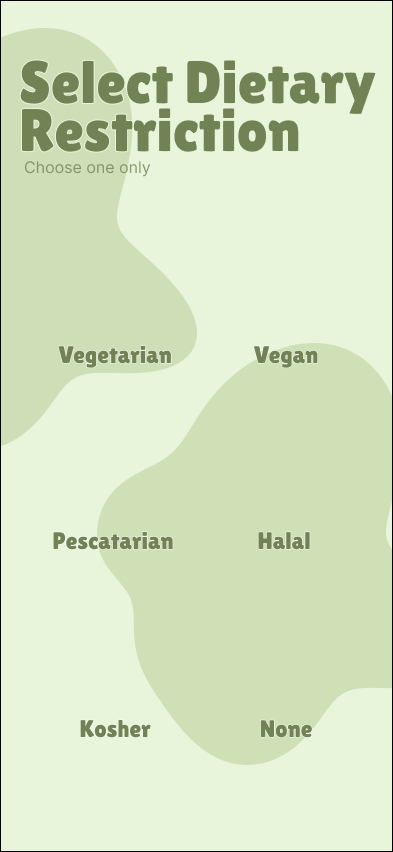 Select Dietary
Restriction
Choose one only
Vegetarian
Vegan
Pescatarian
Halal
Kosher
None